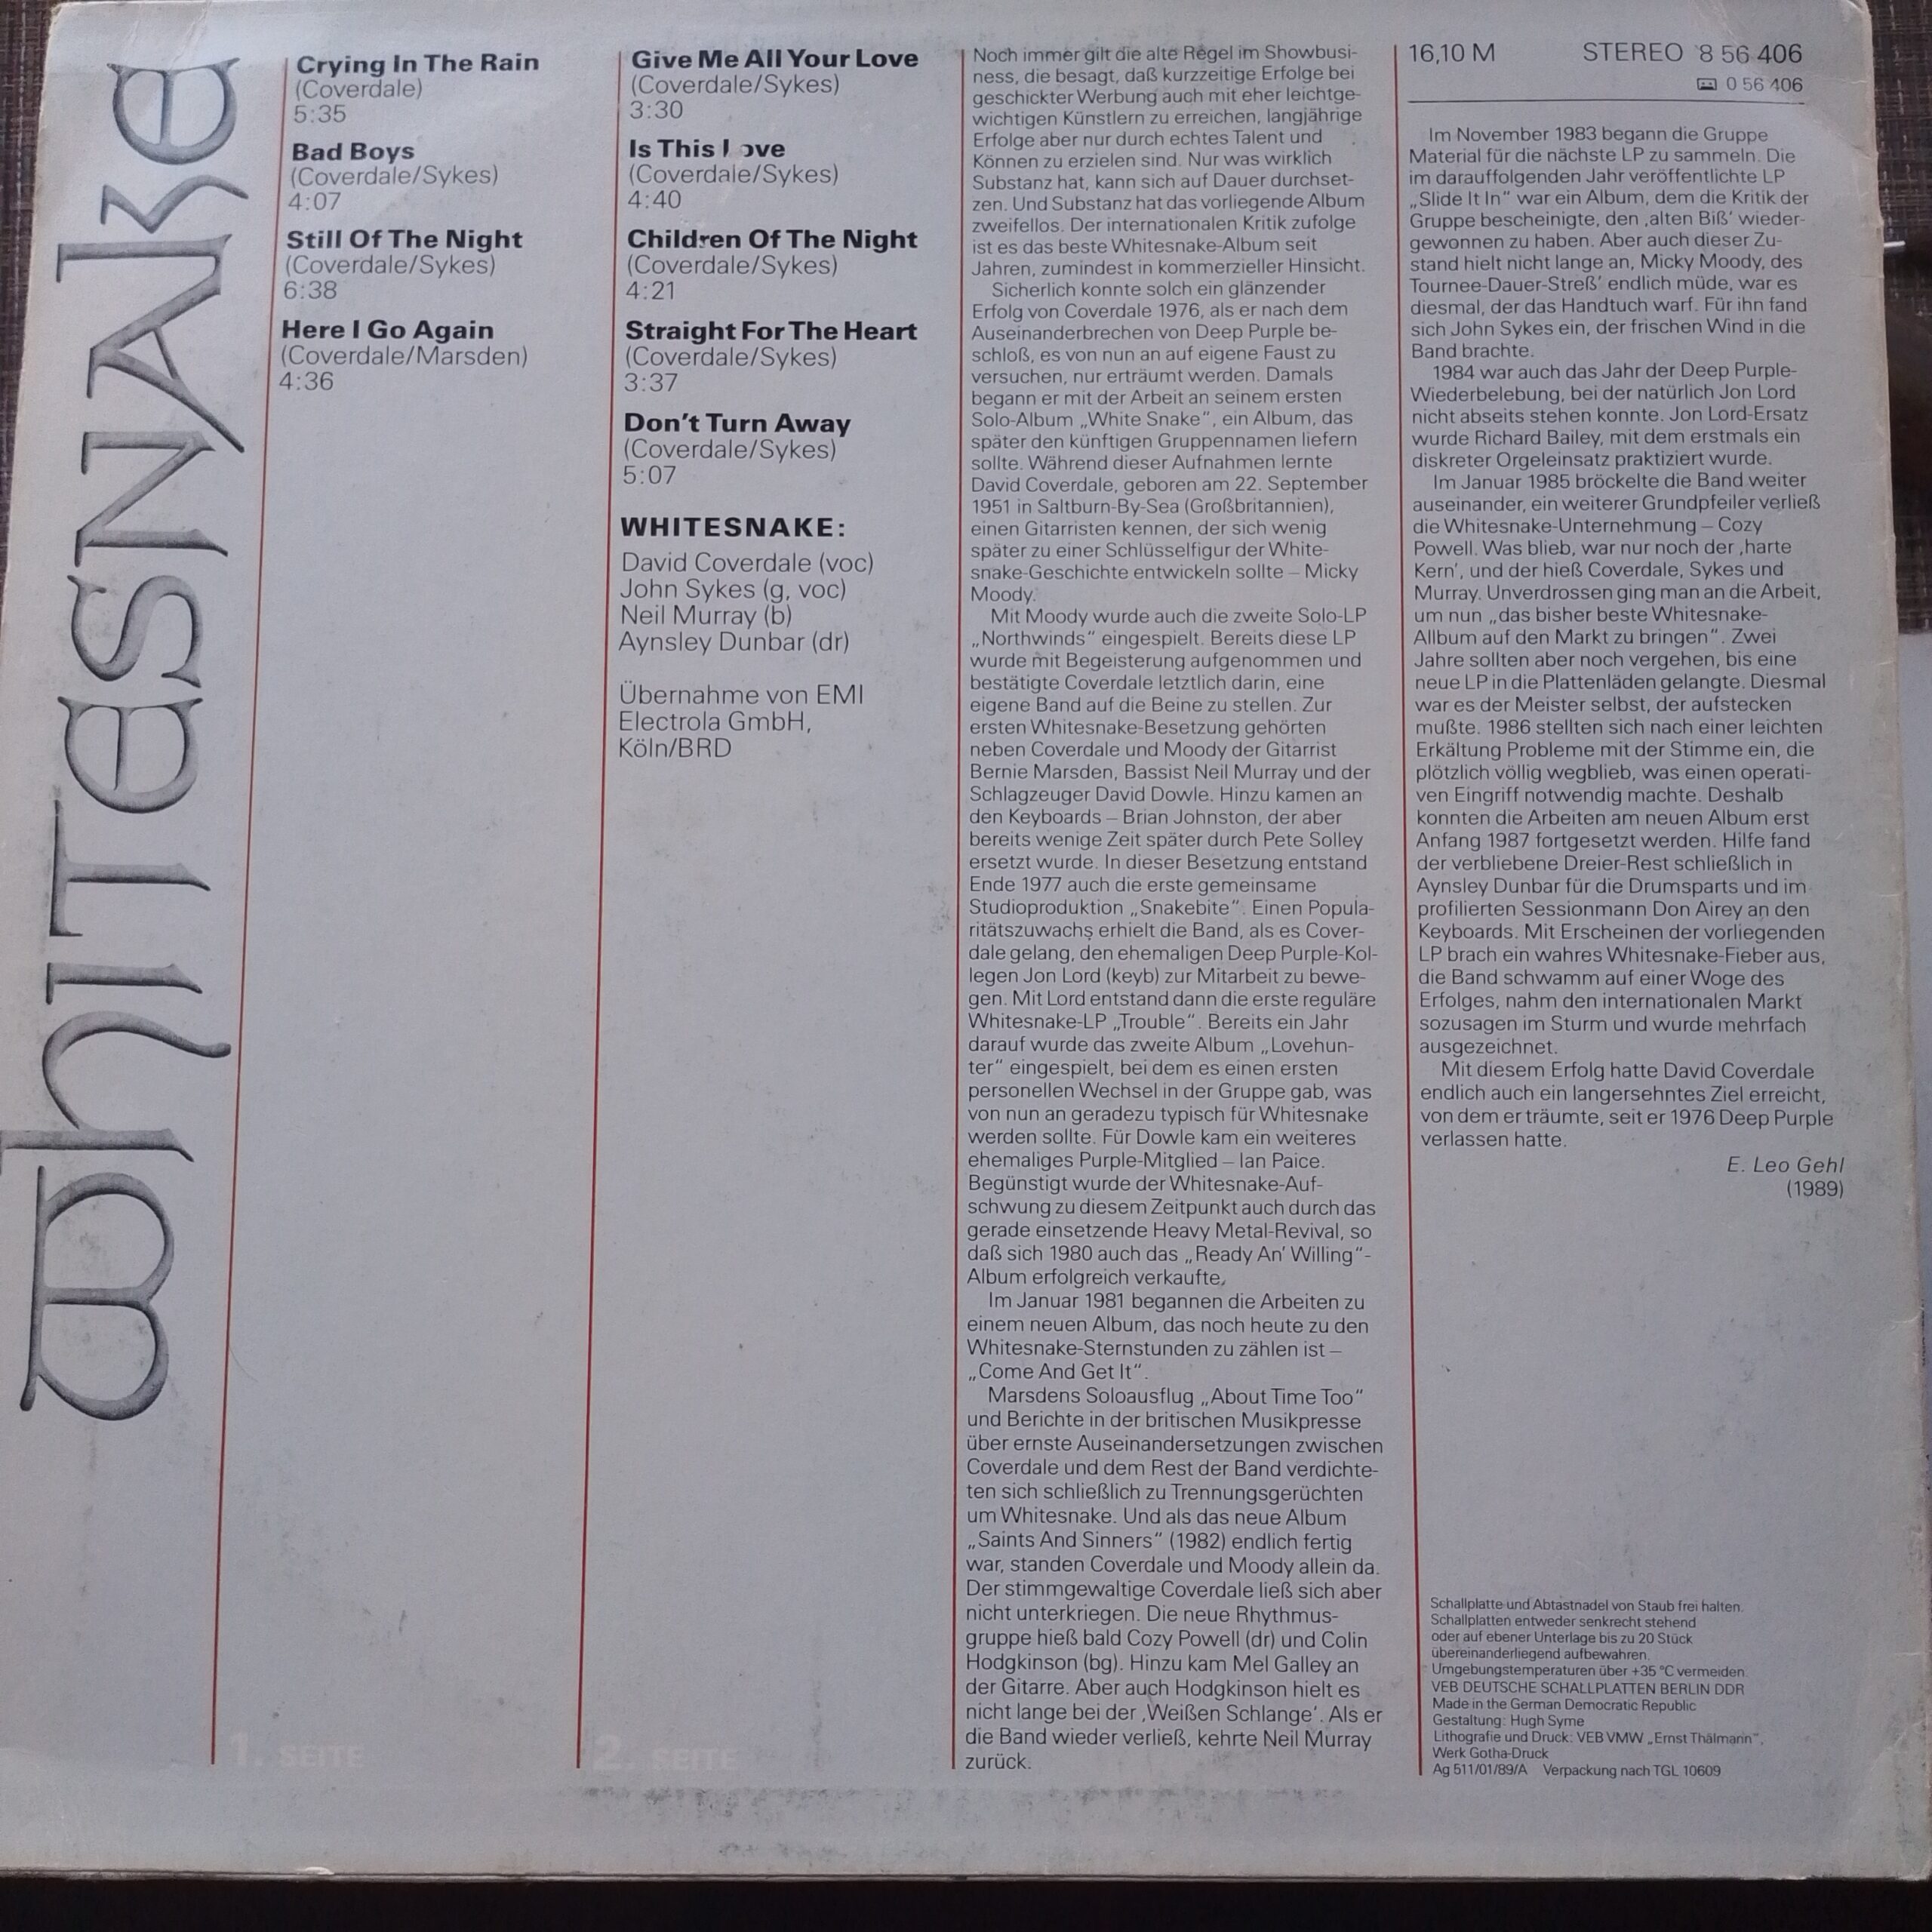 WHITESNAKE
Crying In The Rain
(Coverdale)
5:35
Bad Boys
(Coverdale/Sykes)
4:07
Still Of The Night
(Coverdale/Sykes)
6:38
Here I Go Again
(Coverdale/Marsden)
4:36
1. SEITE
Give Me All Your Love
(Coverdale/Sykes)
3:30
Is This Love
(Coverdale/Sykes)
4:40
Children Of The Night
(Coverdale/Sykes)
4:21
Straight For The Heart
(Coverdale/Sykes)
3:37
Don't Turn Away
(Coverdale/Sykes)
5:07
WHITESNAKE:
David Coverdale (voc)
John Sykes (g, voc)
Neil Murray (b)
Aynsley Dunbar (dr)
Übernahme von EMI
Electrola GmbH,
Köln/BRD
2. SEITE
Noch immer gilt die alte Regel im Showbusi-
ness, die besagt, daß kurzzeitige Erfolge bei
geschickter Werbung auch mit eher leichtge-
wichtigen Künstlern zu erreichen, langjährige
Erfolge aber nur durch echtes Talent und
Können zu erzielen sind. Nur was wirklich
Substanz hat, kann sich auf Dauer durchset-
zen. Und Substanz hat das vorliegende Album
zweifellos. Der internationalen Kritik zufolge
ist es das beste Whitesnake-Album seit
Jahren, zumindest in kommerzieller Hinsicht.
Sicherlich konnte solch ein glänzender
Erfolg von Coverdale 1976, als er nach dem
Auseinanderbrechen von Deep Purple be-
schloß, es von nun an auf eigene Faust zu
versuchen, nur erträumt werden. Damals
begann er mit der Arbeit an seinem ersten
Solo-Album „White Snake“, ein Album, das
später den künftigen Gruppennamen liefern
sollte. Während dieser Aufnahmen lernte
David Coverdale, geboren am 22. September
1951 in Saltburn-By-Sea (Großbritannien),
einen Gitarristen kennen, der sich wenig
später zu einer Schlüsselfigur der White-
snake-Geschichte entwickeln sollte – Micky
Moody.
Mit Moody wurde auch die zweite Solo-LP
„Northwinds“ eingespielt. Bereits diese LP
wurde mit Begeisterung aufgenommen und
bestätigte Coverdale letztlich darin, eine
eigene Band auf die Beine zu stellen. Zur
ersten Whitesnake-Besetzung gehörten
neben Coverdale und Moody der Gitarrist
Bernie Marsden, Bassist Neil Murray und der
Schlagzeuger David Dowle. Hinzu kamen an
den Keyboards – Brian Johnston, der aber
bereits wenige Zeit später durch Pete Solley
ersetzt wurde. In dieser Besetzung entstand
Ende 1977 auch die erste gemeinsame
Studioproduktion „Snakebite“. Einen Popula-
ritätszuwachs erhielt die Band, als es Cover-
dale gelang, den ehemaligen Deep Purple-Kol-
legen Jon Lord (keyb) zur Mitarbeit zu bewe-
gen. Mit Lord entstand dann die erste reguläre
Whitesnake-LP „Trouble“. Bereits ein Jahr
darauf wurde das zweite Album „Lovehun-
ter“ eingespielt, bei dem es einen ersten
personellen Wechsel in der Gruppe gab, was
von nun an geradezu typisch für Whitesnake
werden sollte. Für Dowle kam ein weiteres
ehemaliges Purple-Mitglied – Ian Paice.
Begünstigt wurde der Whitesnake-Auf-
schwung zu diesem Zeitpunkt auch durch das
gerade einsetzende Heavy Metal-Revival, so
daß sich 1980 auch das „Ready An' Willing“-
Album erfolgreich verkaufte.
Im Januar 1981 begannen die Arbeiten zu
einem neuen Album, das noch heute zu den
Whitesnake-Sternstunden zu zählen ist –
„Come And Get It“.
Marsdens Soloausflug „About Time Too“
und Berichte in der britischen Musikpresse
über ernste Auseinandersetzungen zwischen
Coverdale und dem Rest der Band verdichte-
ten sich schließlich zu Trennungsgerüchten
um Whitesnake. Und als das neue Album
„Saints And Sinners“ (1982) endlich fertig
war, standen Coverdale und Moody allein da.
Der stimmgewaltige Coverdale ließ sich aber
nicht unterkriegen. Die neue Rhythmus-
gruppe hieß bald Cozy Powell (dr) und Colin
Hodgkinson (bg). Hinzu kam Mel Galley an
der Gitarre. Aber auch Hodgkinson hielt es
nicht lange bei der ‚Weißen Schlange‘. Als er
die Band wieder verließ, kehrte Neil Murray
zurück.
16,10 M STEREO 8 56 406
0 56 406
Im November 1983 begann die Gruppe
Material für die nächste LP zu sammeln. Die
im darauffolgenden Jahr veröffentlichte LP
„Slide It In“ war ein Album, dem die Kritik der
Gruppe bescheinigte, den ‚alten Biß‘ wieder-
gewonnen zu haben. Aber auch dieser Zu-
stand hielt nicht lange an, Micky Moody, des
Tournee-Dauer-Streß' endlich müde, war es
diesmal, der das Handtuch warf. Für ihn fand
sich John Sykes ein, der frischen Wind in die
Band brachte.
1984 war auch das Jahr der Deep Purple-
Wiederbelebung, bei der natürlich Jon Lord
nicht abseits stehen konnte. Jon Lord-Ersatz
wurde Richard Bailey, mit dem erstmals ein
diskreter Orgeleinsatz praktiziert wurde.
Im Januar 1985 bröckelte die Band weiter
auseinander, ein weiterer Grundpfeiler verließ
die Whitesnake-Unternehmung – Cozy
Powell. Was blieb, war nur noch der ‚harte
Kern‘, und der hieß Coverdale, Sykes und
Murray. Unverdrossen ging man an die Arbeit,
um nun „das bisher beste Whitesnake-
Allbum auf den Markt zu bringen“. Zwei
Jahre sollten aber noch vergehen, bis eine
neue LP in die Plattenläden gelangte. Diesmal
war es der Meister selbst, der aufstecken
mußte. 1986 stellten sich nach einer leichten
Erkältung Probleme mit der Stimme ein, die
plötzlich völlig wegblieb, was einen operati-
ven Eingriff notwendig machte. Deshalb
konnten die Arbeiten am neuen Album erst
Anfang 1987 fortgesetzt werden. Hilfe fand
der verbliebene Dreier-Rest schließlich in
Aynsley Dunbar für die Drumsparts und im
profilierten Sessionmann Don Airey an den
Keyboards. Mit Erscheinen der vorliegenden
LP brach ein wahres Whitesnake-Fieber aus,
die Band schwamm auf einer Woge des
Erfolges, nahm den internationalen Markt
sozusagen im Sturm und wurde mehrfach
ausgezeichnet.
Mit diesem Erfolg hatte David Coverdale
endlich auch ein langersehntes Ziel erreicht,
von dem er träumte, seit er 1976 Deep Purple
verlassen hatte.
E. Leo Gehl
(1989)
Schallplatte und Abtastnadel von Staub frei halten.
Schallplatten entweder senkrecht stehend
oder auf ebener Unterlage bis zu 20 Stück
übereinanderliegend aufbewahren.
Umgebungstemperaturen über +35 °C vermeiden.
VEB DEUTSCHE SCHALLPLATTEN BERLIN DDR
Made in the German Democratic Republic
Gestaltung: Hugh Syme
Lithografie und Druck: VEB VMW „Ernst Thälmann“,
Werk Gotha-Druck
Ag 511/01/89/A Verpackung nach TGL 10609